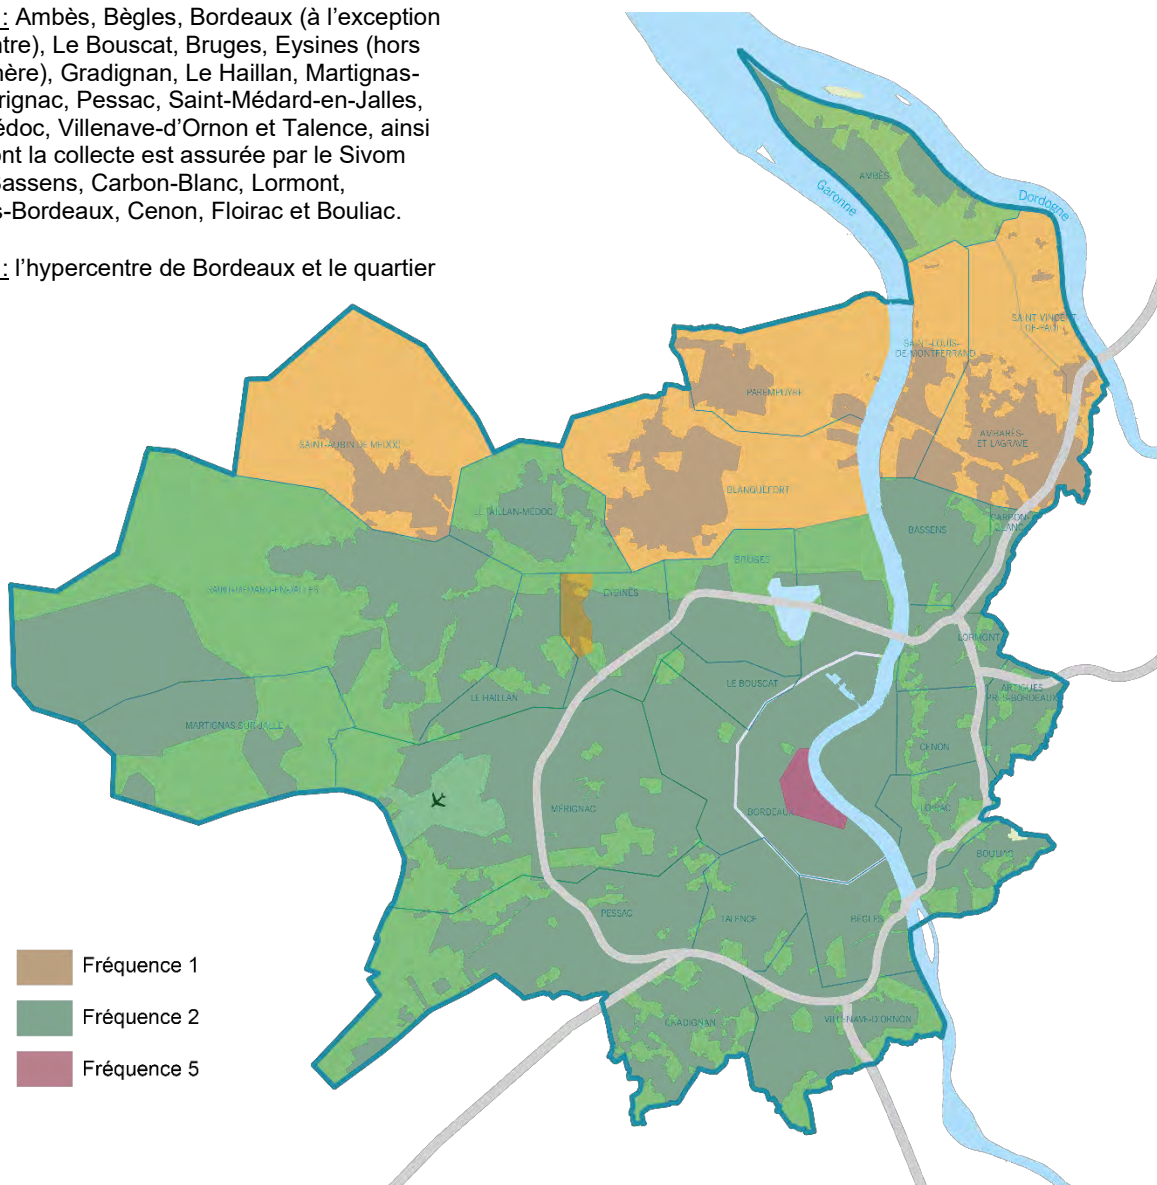 : Ambès, Bègles, Bordeaux (à l'exception
ntre), Le Bouscat, Bruges, Eysines (hors
nère), Gradignan, Le Haillan, Martignas-
rignac, Pessac, Saint-Médard-en-Jalles,
édoc, Villenave-d'Ornon et Talence, ainsi
ont la collecte est assurée par le Sivom
Bassens, Carbon-Blanc, Lormont,
s-Bordeaux, Cenon, Floirac et Bouliac.
: l'hypercentre de Bordeaux et le quartier
AMBÈS
Garonne
Dordogne
SAINT-VINCENT
DE-PAUL
SAINT-LOUIS-
DE-MONTFERRAND
PAREMPUYRE
AMBARÈS-
ET LAGRAVE
SAINT-AUBIN DE MÉDOC
BLANQUEFORT
LE TAILLAN-MÉDOC
BASSENS
CARBON-
BLANC
BRUGES
SAINT-MÉDARD-EN-JALLES
EYSINES
LORMONT
LE BOUSCAT
LE HAILLAN
ARTIGUES
PRÈS-BORDEAUX
MARTIGNAS-SUR-JALLE
CENON
MÉRIGNAC
BORDEAUX
FLOIRAC
BOULIAC
PESSAC
TALENCE
BÈGLES
GRADIGNAN
VILLENAVE-D'ORNON
Fréquence 1
Fréquence 2
Fréquence 5